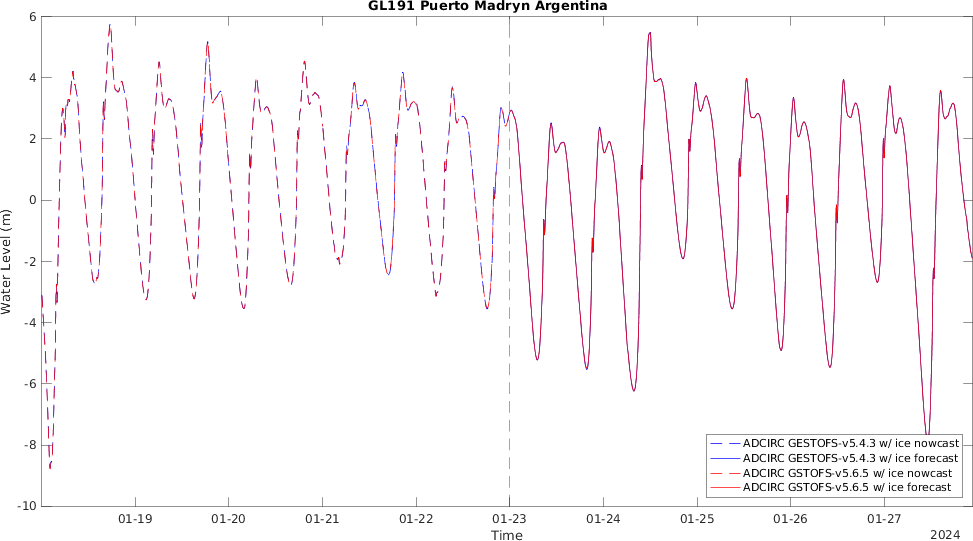 GL191 Puerto Madryn Argentina
6
4
2
0
-2
-4
-6
-8
-10
Water Level (m)
ADCIRC GESTOFS-v5.4.3 w/ ice nowcast
ADCIRC GESTOFS-v5.4.3 w/ ice forecast
ADCIRC GSTOFS-v5.6.5 w/ ice nowcast
ADCIRC GSTOFS-v5.6.5 w/ ice forecast
01-19 01-20 01-21 01-22 01-23 01-24 01-25 01-26 01-27
Time
2024